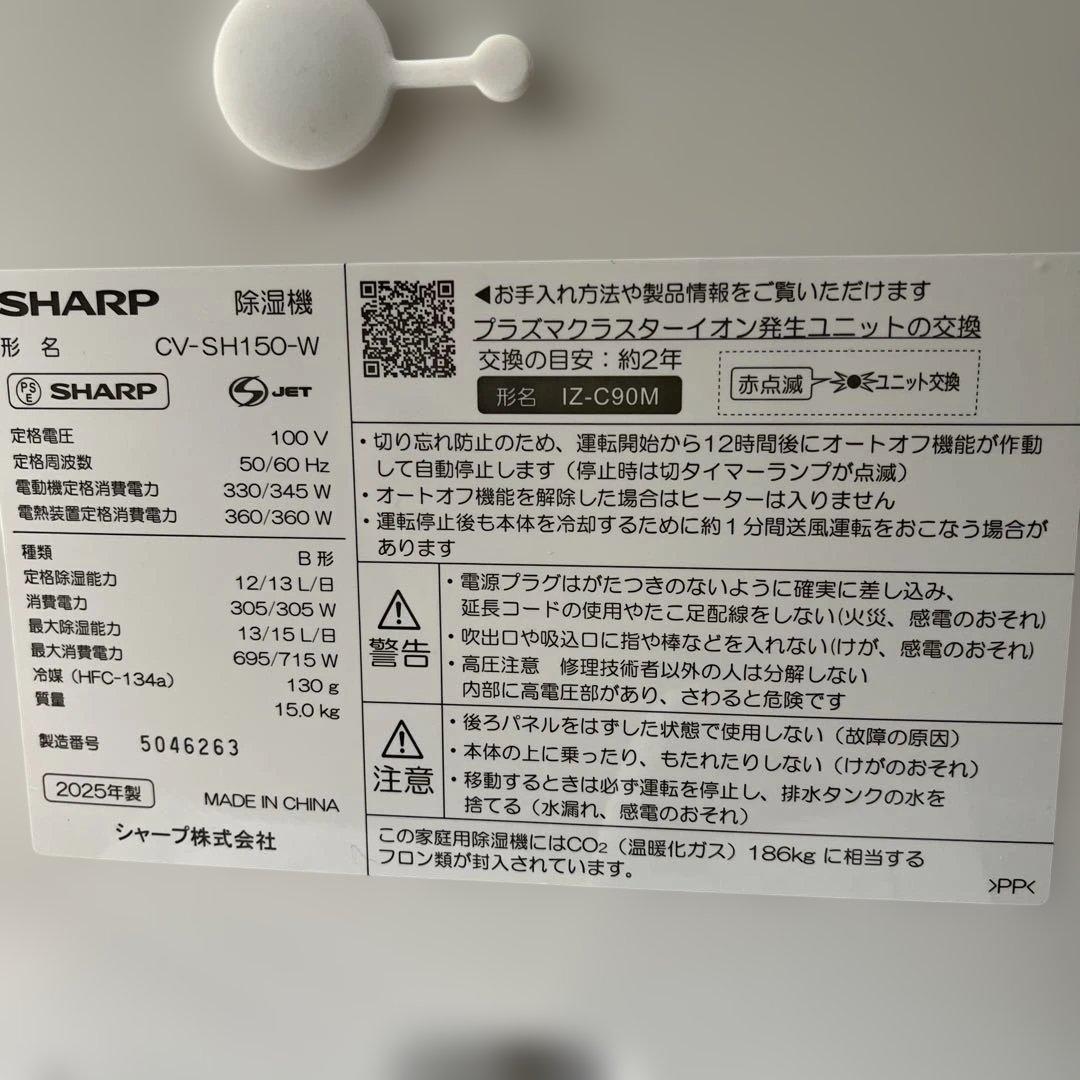 SHARP 除湿機
形名 CV-SH150-W
PSE SHARP JET
定格電圧 100 V
定格周波数 50/60 Hz
電動機定格消費電力 330/345 W
電熱装置定格消費電力 360/360 W
種類 B 形
定格除湿能力 12/13 L/日
消費電力 305/305 W
最大除湿能力 13/15 L/日
最大消費電力 695/715 W
冷媒（HFC-134a） 130 g
質量 15.0 kg
製造番号 5046263
2025年製 MADE IN CHINA
シャープ株式会社
◀お手入れ方法や製品情報をご覧いただけます
プラズマクラスターイオン発生ユニットの交換
交換の目安：約2年
形名 IZ-C90M
赤点滅 ユニット交換
・切り忘れ防止のため、運転開始から12時間後にオートオフ機能が作動
して自動停止します（停止時は切タイマーランプが点滅）
・オートオフ機能を解除した場合はヒーターは入りません
・運転停止後も本体を冷却するために約１分間送風運転をおこなう場合が
あります
警告
・電源プラグはがたつきのないように確実に差し込み、
延長コードの使用やたこ足配線をしない(火災、感電のおそれ)
・吹出口や吸込口に指や棒などを入れない(けが、感電のおそれ)
・高圧注意 修理技術者以外の人は分解しない
内部に高電圧部があり、さわると危険です
注意
・後ろパネルをはずした状態で使用しない（故障の原因）
・本体の上に乗ったり、もたれたりしない（けがのおそれ）
・移動するときは必ず運転を停止し、排水タンクの水を
捨てる（水漏れ、感電のおそれ）
この家庭用除湿機にはCO₂（温暖化ガス）186kg に相当する
フロン類が封入されています。
>PP<